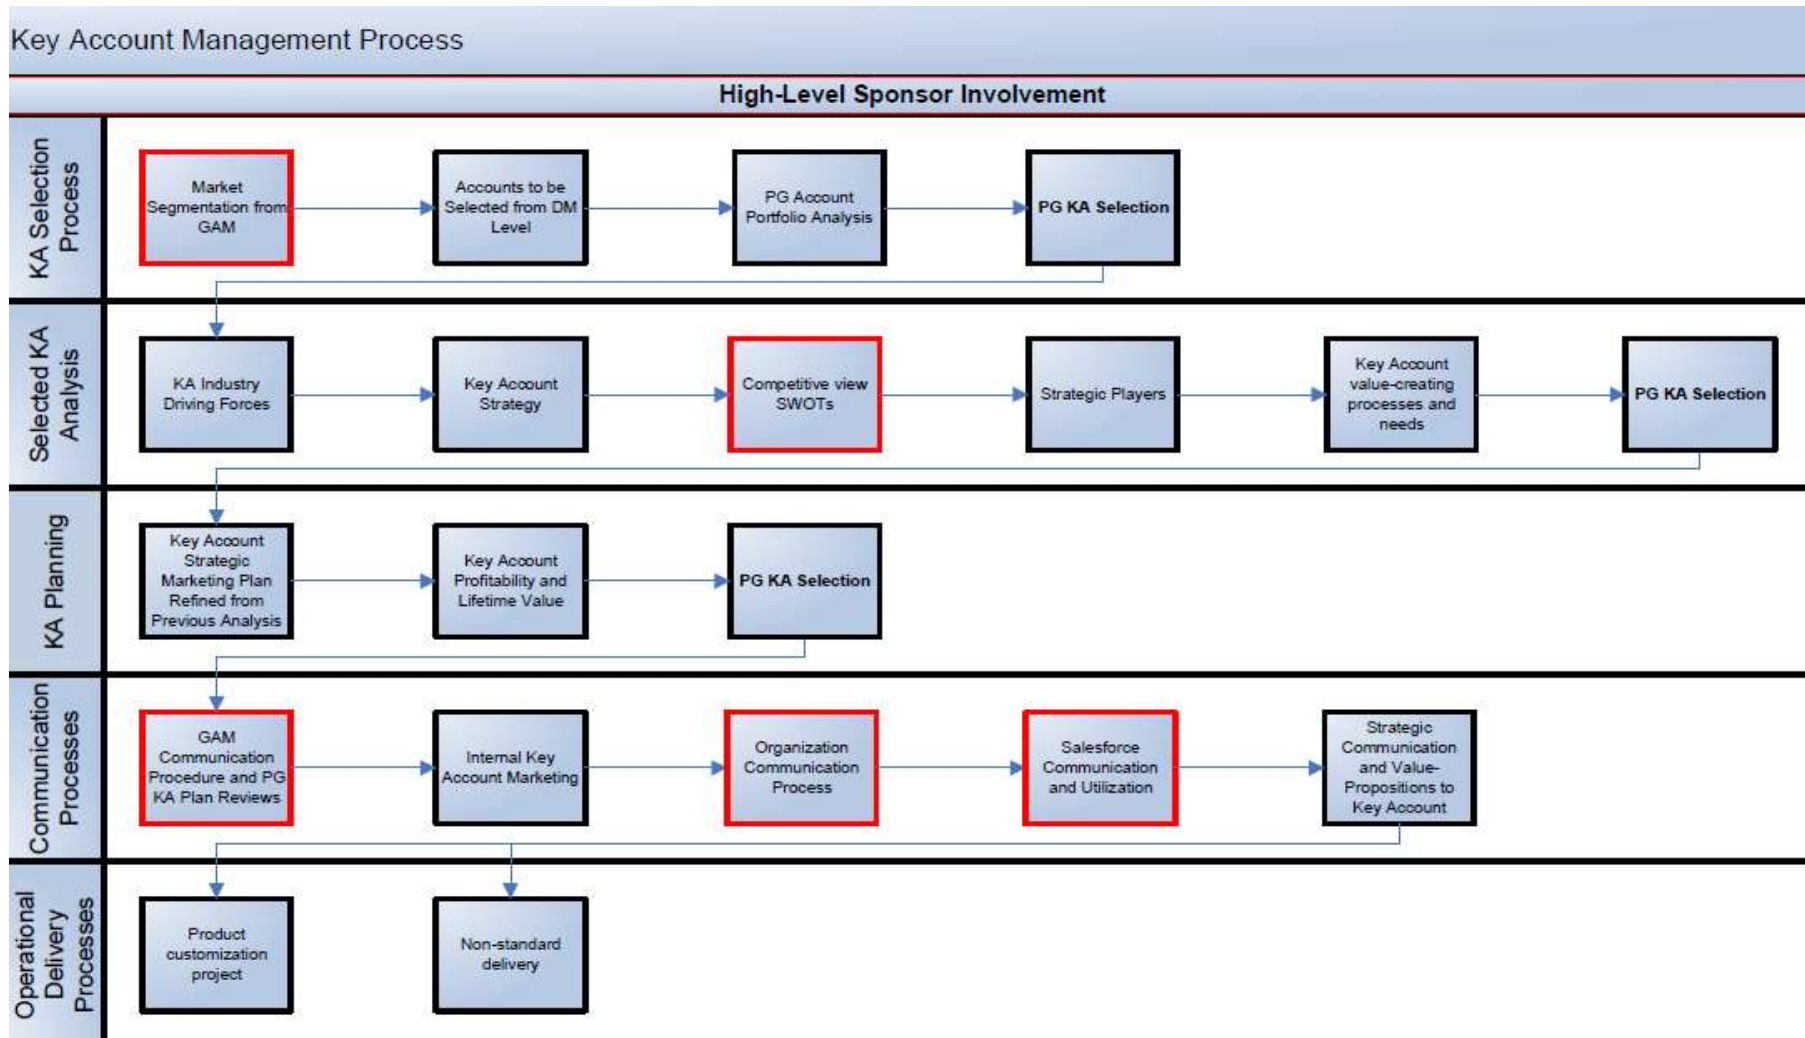 Key Account Management Process
High-Level Sponsor Involvement
KA Selection
Process
Market
Segmentation from
GAM
Accounts to be
Selected from DM
Level
PG Account
Portfolio Analysis
PG KA Selection
Selected KA
Analysis
KA Industry
Driving Forces
Key Account
Strategy
Competitive view
SWOTs
Strategic Players
Key Account
value-creating
processes and
needs
PG KA Selection
KA Planning
Key Account
Strategic
Marketing Plan
Refined from
Previous Analysis
Key Account
Profitability and
Lifetime Value
PG KA Selection
Communication
Processes
GAM
Communication
Procedure and PG
KA Plan Reviews
Internal Key
Account Marketing
Organization
Communication
Process
Salesforce
Communication
and Utilization
Strategic
Communication
and Value-
Propositions to
Key Account
Operational
Delivery
Processes
Product
customization
project
Non-standard
delivery